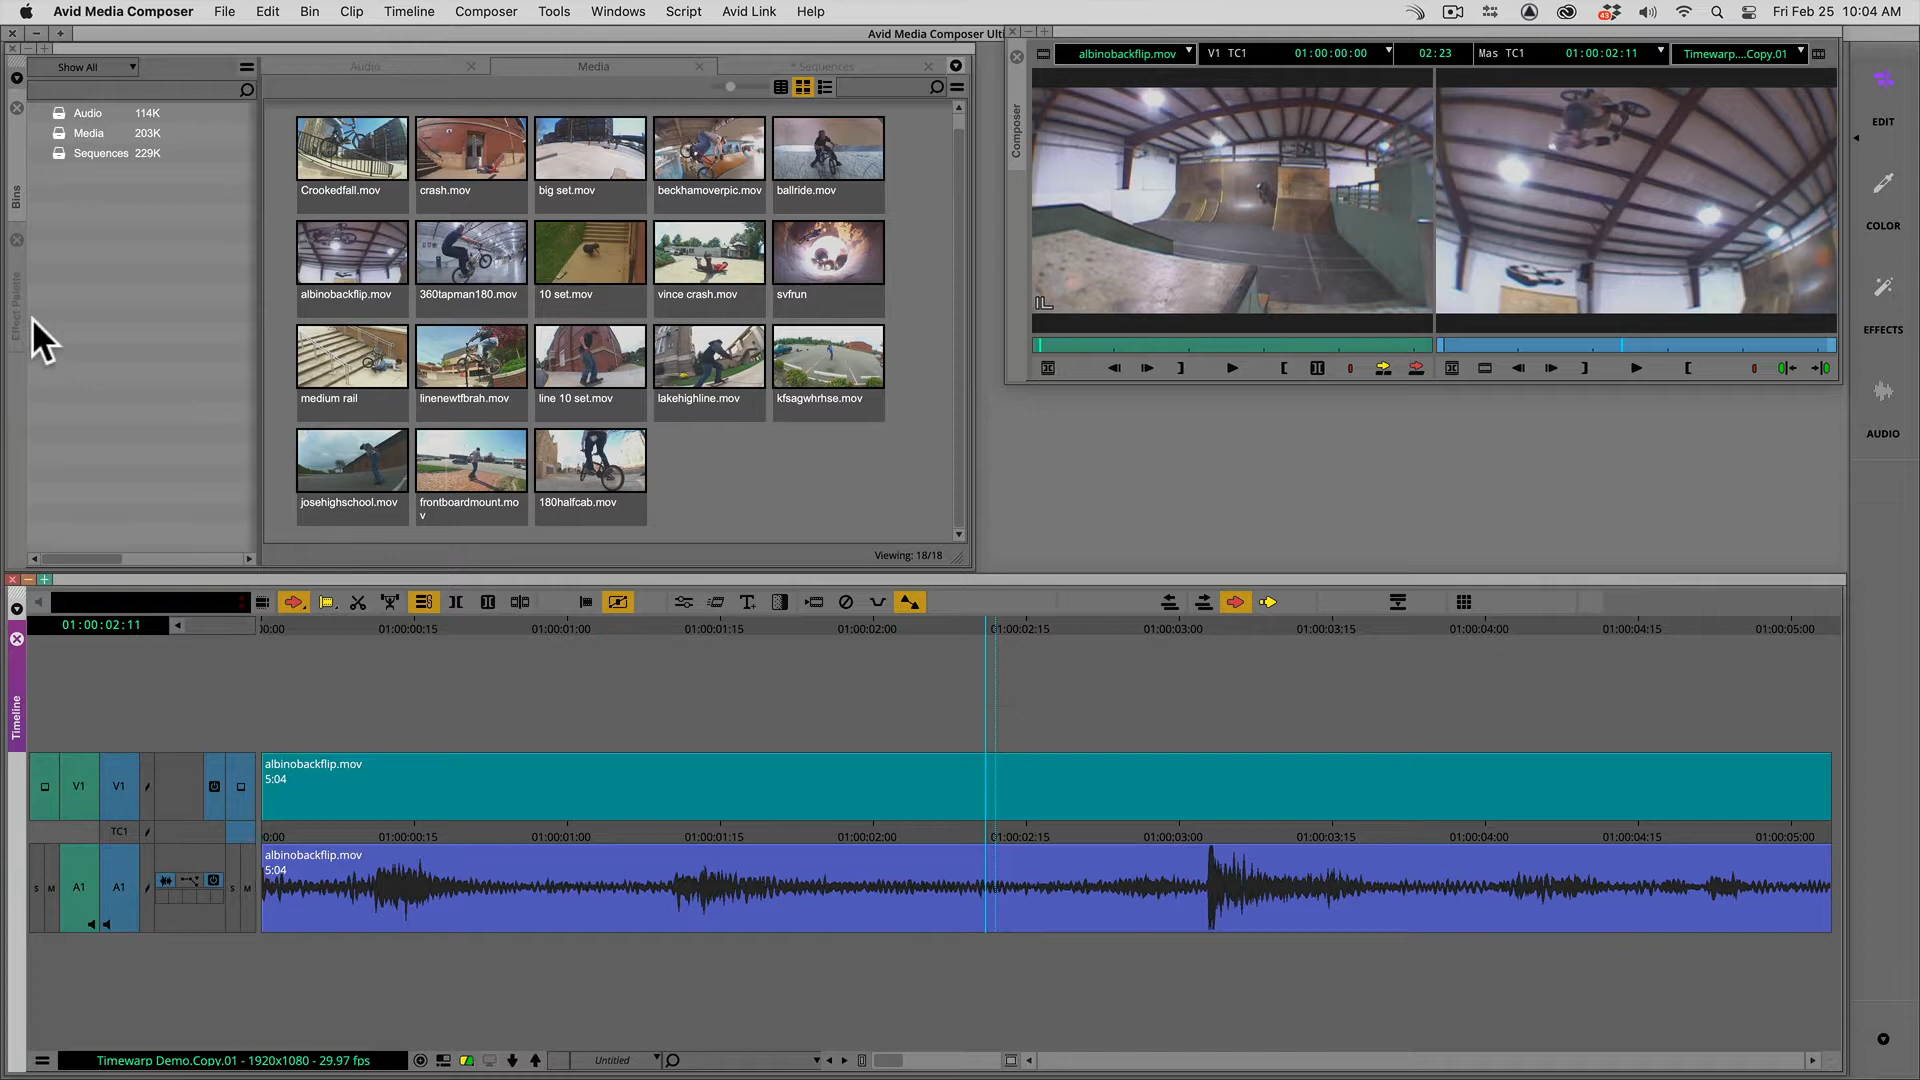 Avid Media Composer File Edit Bin Clip Timeline Composer Tools Windows Script Avid Link Help
43
Fri Feb 25 10:04 AM
Avid Media Composer Ulti
Show All
Audio Media * Sequences
Audio 114K
Media 203K
Sequences 229K
Bins
Effect Palette
Crookedfall.mov crash.mov big set.mov beckhamoverpic.mov ballride.mov
albinobackflip.mov 360tapman180.mov 10 set.mov vince crash.mov svfrun
medium rail linenewtfbrah.mov line 10 set.mov lakehighline.mov kfsagwhrhse.mov
josehighschool.mov frontboardmount.mo
v
180halfcab.mov
Viewing: 18/18
Composer
albinobackflip.mov V1 TC1 01:00:00:00 02:23 Mas TC1 01:00:02:11 Timewarp....Copy.01
EDIT
COLOR
EFFECTS
AUDIO
01:00:02:11
Timeline
00:00 01:00:00:15 01:00:01:00 01:00:01:15 01:00:02:00 01:00:02:15 01:00:03:00 01:00:03:15 01:00:04:00 01:00:04:15 01:00:05:00
V1 V1
albinobackflip.mov
5:04
TC1
00:00 01:00:00:15 01:00:01:00 01:00:01:15 01:00:02:00 01:00:02:15 01:00:03:00 01:00:03:15 01:00:04:00 01:00:04:15 01:00:05:00
S M A1 A1 S M
albinobackflip.mov
5:04
Timewarp Demo.Copy.01 - 1920x1080 - 29.97 fps
Untitled